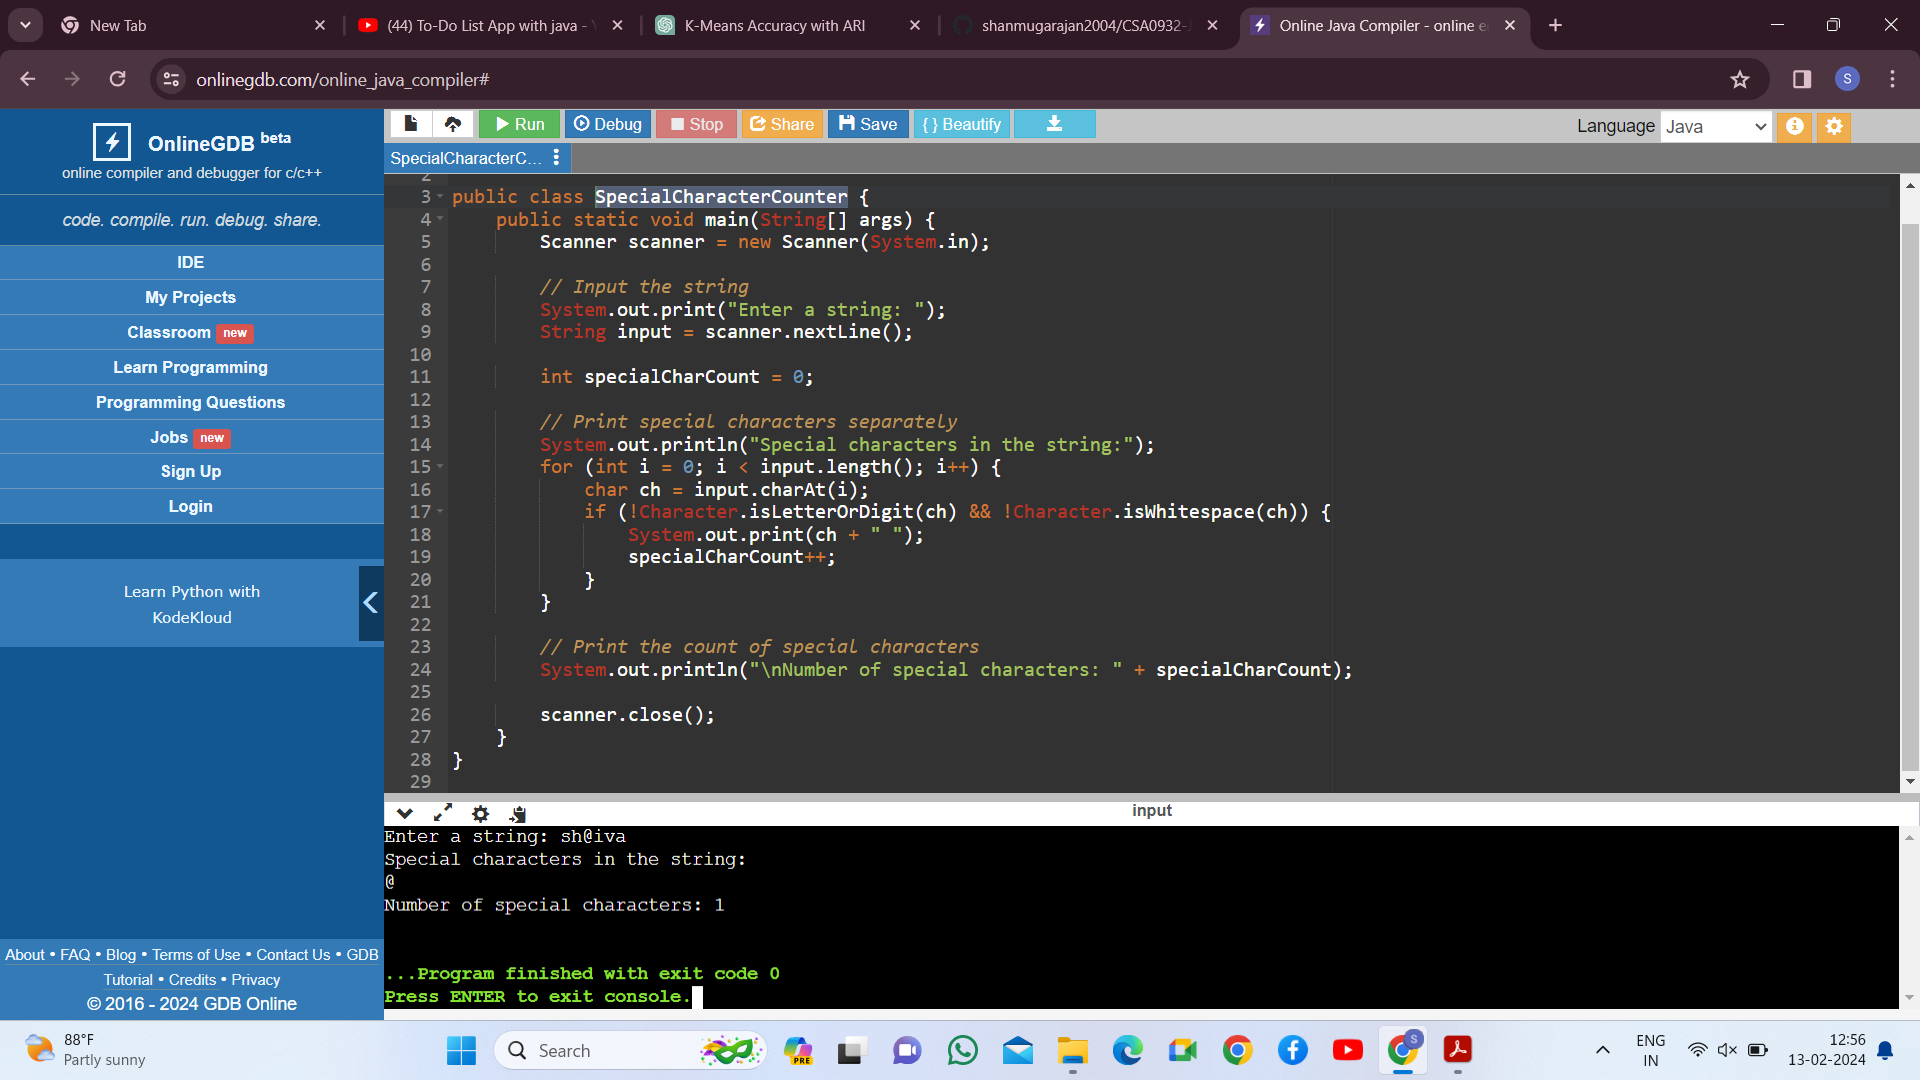 New Tab
(44) To-Do List App with java -
K-Means Accuracy with ARI
shanmugarajan2004/CSA0932-
Online Java Compiler - online e
onlinegdb.com/online_java_compiler#
S
OnlineGDB beta
online compiler and debugger for c/c++
code. compile. run. debug. share.
IDE
My Projects
Classroom new
Learn Programming
Programming Questions
Jobs new
Sign Up
Login
Learn Python with
KodeKloud
About • FAQ • Blog • Terms of Use • Contact Us • GDB
Tutorial • Credits • Privacy
© 2016 - 2024 GDB Online
Run Debug Stop Share Save { } Beautify
Language Java
SpecialCharacterC...
2
3 public class SpecialCharacterCounter {
4 public static void main(String[] args) {
5 Scanner scanner = new Scanner(System.in);
6
7 // Input the string
8 System.out.print("Enter a string: ");
9 String input = scanner.nextLine();
10
11 int specialCharCount = 0;
12
13 // Print special characters separately
14 System.out.println("Special characters in the string:");
15 for (int i = 0; i < input.length(); i++) {
16 char ch = input.charAt(i);
17 if (!Character.isLetterOrDigit(ch) && !Character.isWhitespace(ch)) {
18 System.out.print(ch + " ");
19 specialCharCount++;
20 }
21 }
22
23 // Print the count of special characters
24 System.out.println("\nNumber of special characters: " + specialCharCount);
25
26 scanner.close();
27 }
28 }
29
input
Enter a string: sh@iva
Special characters in the string:
@
Number of special characters: 1
...Program finished with exit code 0
Press ENTER to exit console.
88°F
Partly sunny
Search
PRE
S
ENG
IN
12:56
13-02-2024